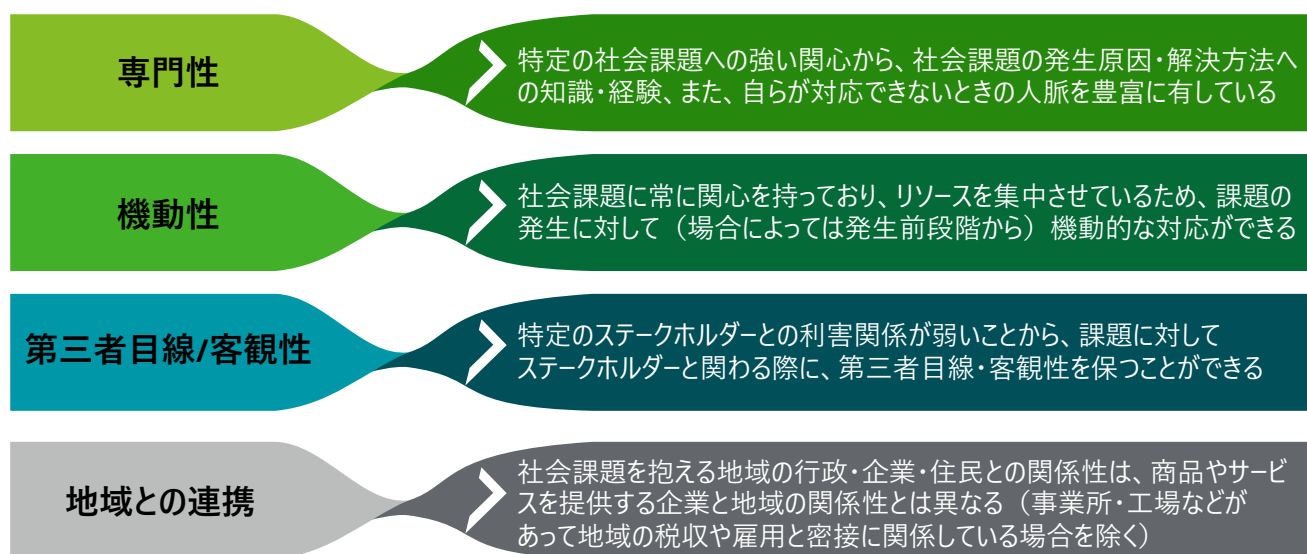 専門性
特定の社会課題への強い関心から、社会課題の発生原因・解決方法へ
の知識・経験、また、自らが対応できないときの人脈を豊富に有している
機動性
社会課題に常に関心を持っており、リソースを集中させているため、課題の
発生に対して（場合によっては発生前段階から）機動的な対応ができる
第三者目線/客観性
特定のステークホルダーとの利害関係が弱いことから、課題に対して
ステークホルダーと関わる際に、第三者目線・客観性を保つことができる
地域との連携
社会課題を抱える地域の行政・企業・住民との関係性は、商品やサービ
スを提供する企業と地域の関係性とは異なる（事業所・工場などが
あって地域の税収や雇用と密接に関係している場合を除く）